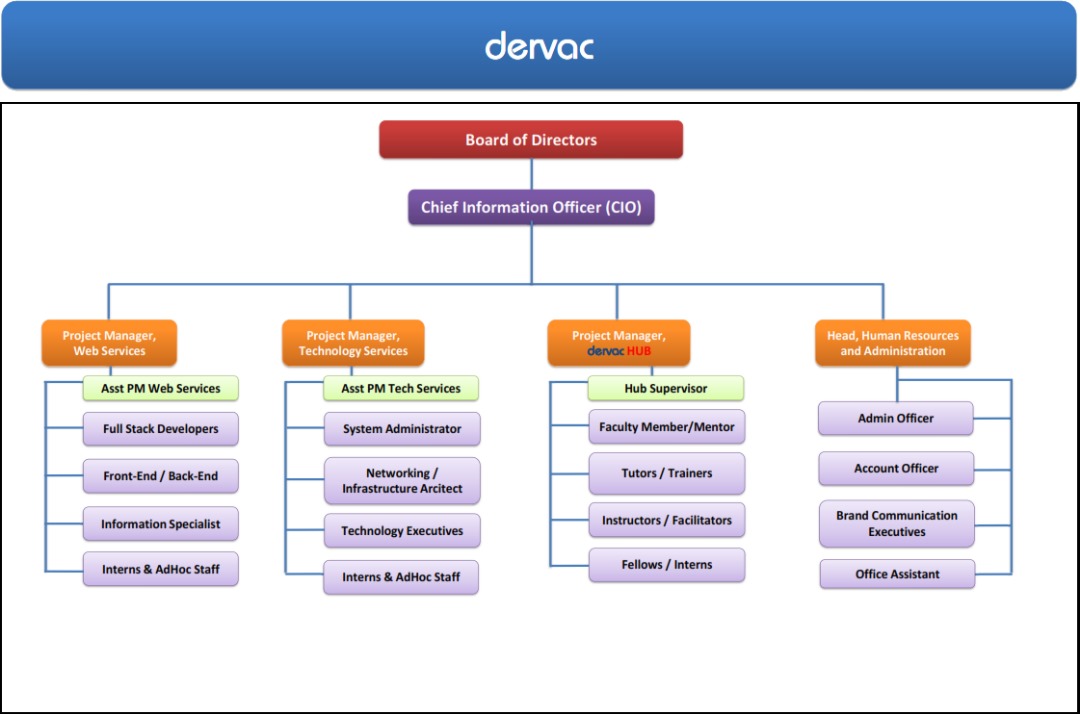 dervac
Board of Directors
Chief Information Officer (CIO)
Project Manager,
Web Services
Asst PM Web Services
Full Stack Developers
Front-End / Back-End
Information Specialist
Interns & AdHoc Staff
Project Manager,
Technology Services
Asst PM Tech Services
System Administrator
Networking /
Infrastructure Arcitect
Technology Executives
Interns & AdHoc Staff
Project Manager,
dervac HUB
Hub Supervisor
Faculty Member/Mentor
Tutors / Trainers
Instructors / Facilitators
Fellows / Interns
Head, Human Resources
and Administration
Admin Officer
Account Officer
Brand Communication
Executives
Office Assistant